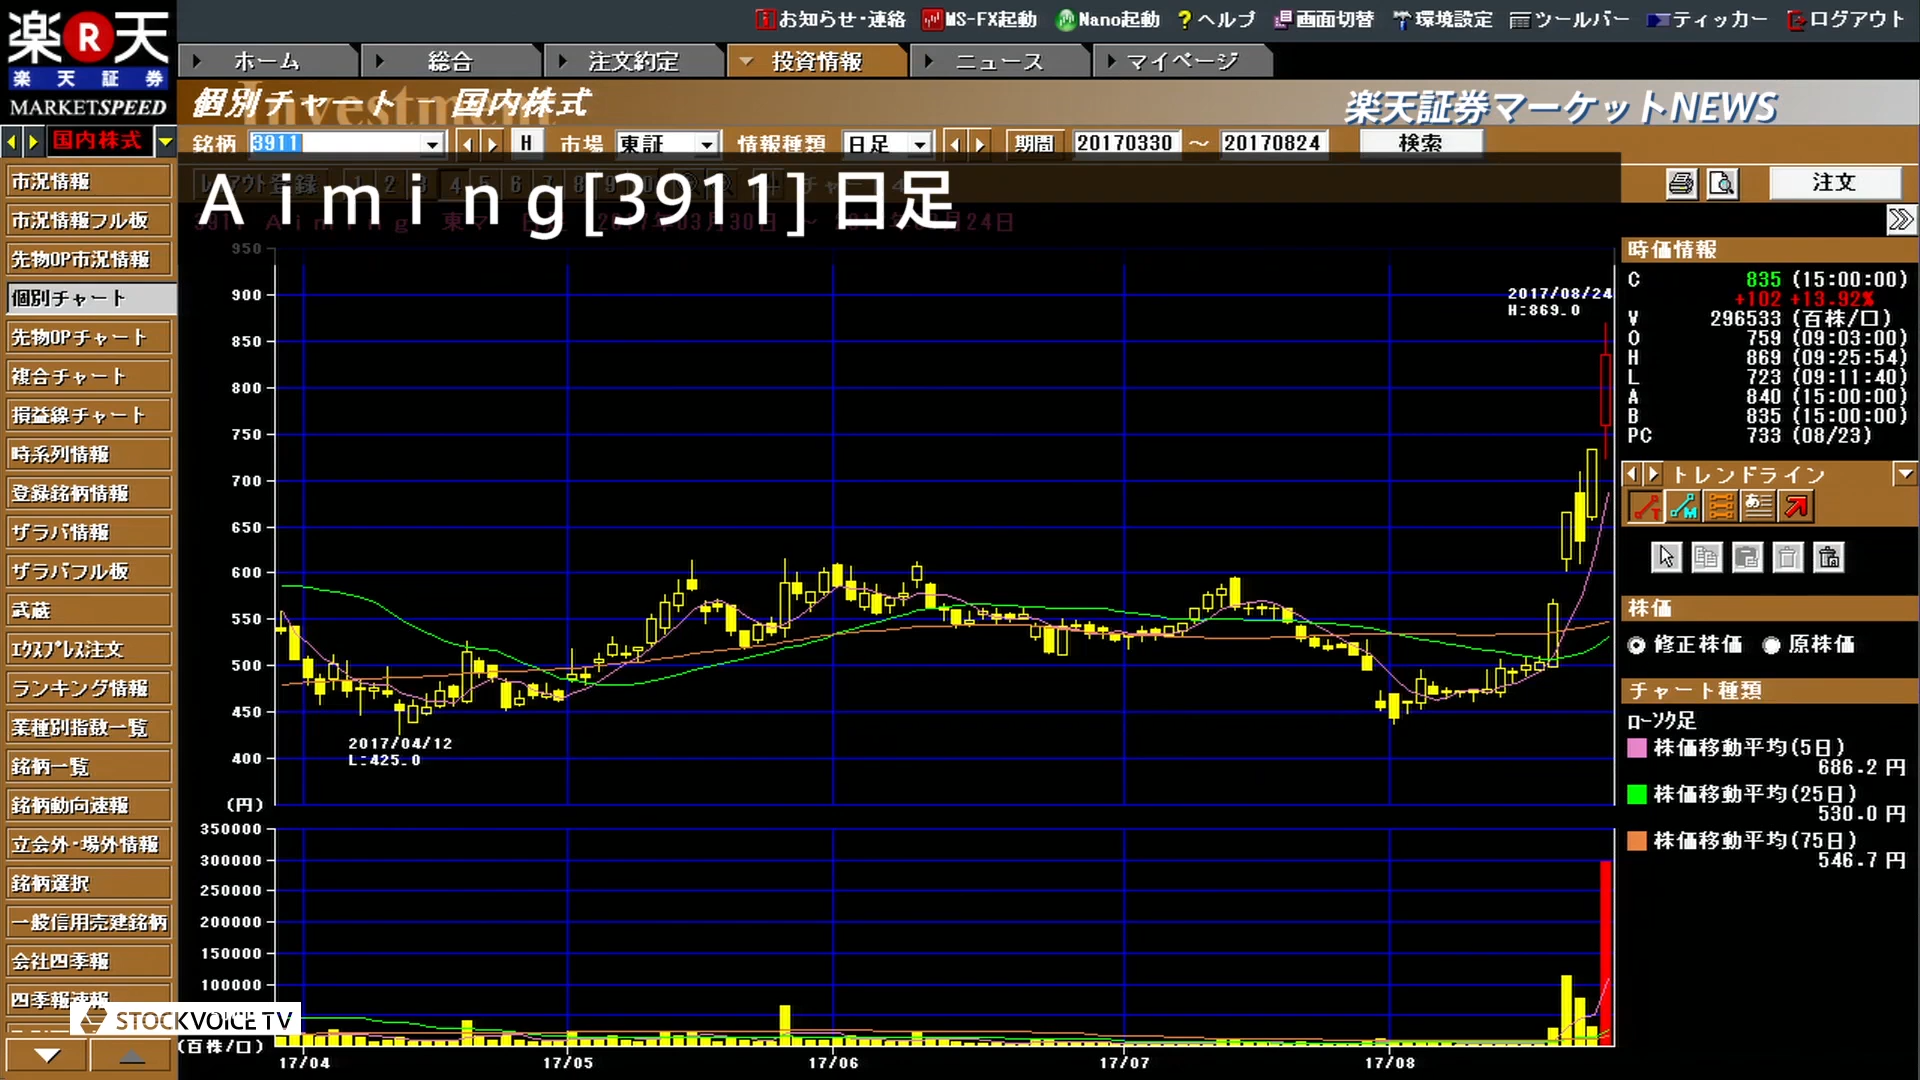 お知らせ・連絡 MS-FX起動 Nano起動 ヘルプ 画面切替 環境設定 ツールバー ティッカー ログアウト
楽R天
楽天証券
MARKETSPEED
ホーム 総合 注文約定 投資情報 ニュース マイページ
Investment
個別チャート - 国内株式
楽天証券マーケットNEWS
国内株式
銘柄 3911 H 市場 東証 情報種類 日足 期間 20170330 ～ 20170824 検索
Aiming[3911]日足
注文
市況情報
市況情報フル板
先物OP市況情報
個別チャート
先物OPチャート
複合チャート
損益線チャート
時系列情報
登録銘柄情報
ザラバ情報
ザラバフル板
武蔵
エクスプレス注文
ランキング情報
業種別指数一覧
銘柄一覧
銘柄動向速報
立会外・場外情報
銘柄選択
一般信用売建銘柄
会社四季報
四季報速報
STOCKVOICE TV
950
900
850
800
750
700
650
600
550
500
450
400
(円)
2017/08/24
H:869.0
2017/04/12
L:425.0
350000
300000
250000
200000
150000
100000
(百株/口)
17/04 17/05 17/06 17/07 17/08
時価情報
C 835 (15:00:00)
+102 +13.92%
V 296533 (百株/口)
O 759 (09:03:00)
H 869 (09:25:54)
L 723 (09:11:40)
A 840 (15:00:00)
B 835 (15:00:00)
PC 733 (08/23)
トレンドライン
株価
修正株価 原株価
チャート種類
ローソク足
株価移動平均(5日)
686.2 円
株価移動平均(25日)
530.0 円
株価移動平均(75日)
546.7 円